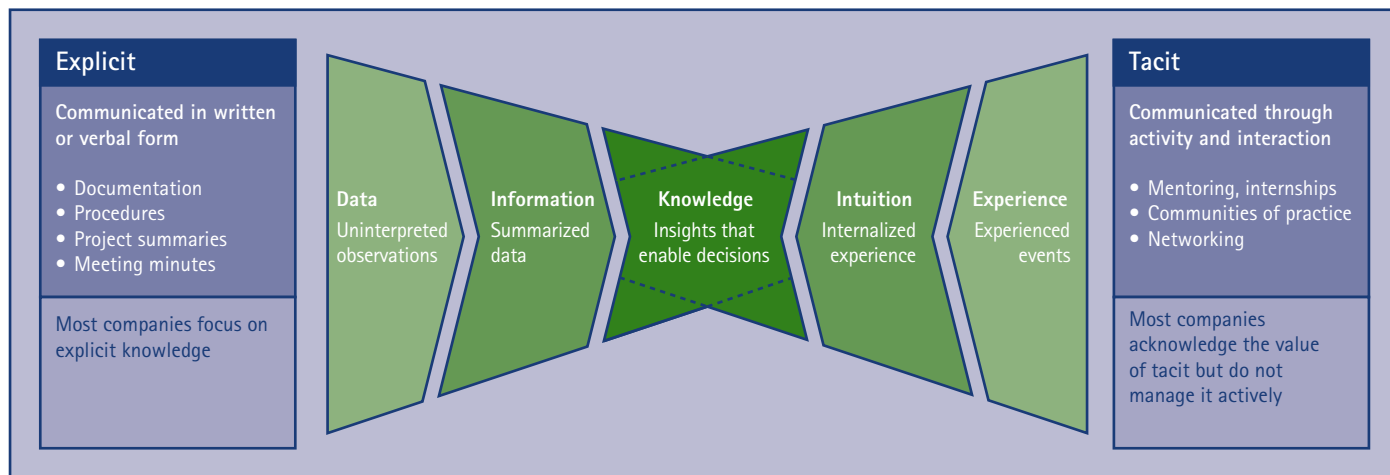 Explicit
Communicated in written
or verbal form
• Documentation
• Procedures
• Project summaries
• Meeting minutes
Most companies focus on
explicit knowledge
Data
Uninterpreted
observations
Information
Summarized
data
Knowledge
Insights that
enable decisions
Intuition
Internalized
experience
Experience
Experienced
events
Tacit
Communicated through
activity and interaction
• Mentoring, internships
• Communities of practice
• Networking
Most companies
acknowledge the value
of tacit but do not
manage it actively